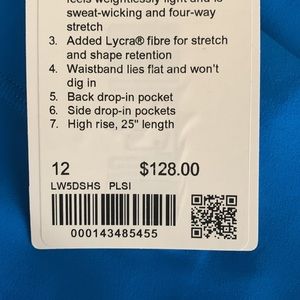 feels weightlessly light and is
sweat-wicking and four-way
stretch
3. Added Lycra® fibre for stretch
and shape retention
4. Waistband lies flat and won't
dig in
5. Back drop-in pocket
6. Side drop-in pockets
7. High rise, 25" length
12 $128.00
LW5DSHS PLSI
000143485455